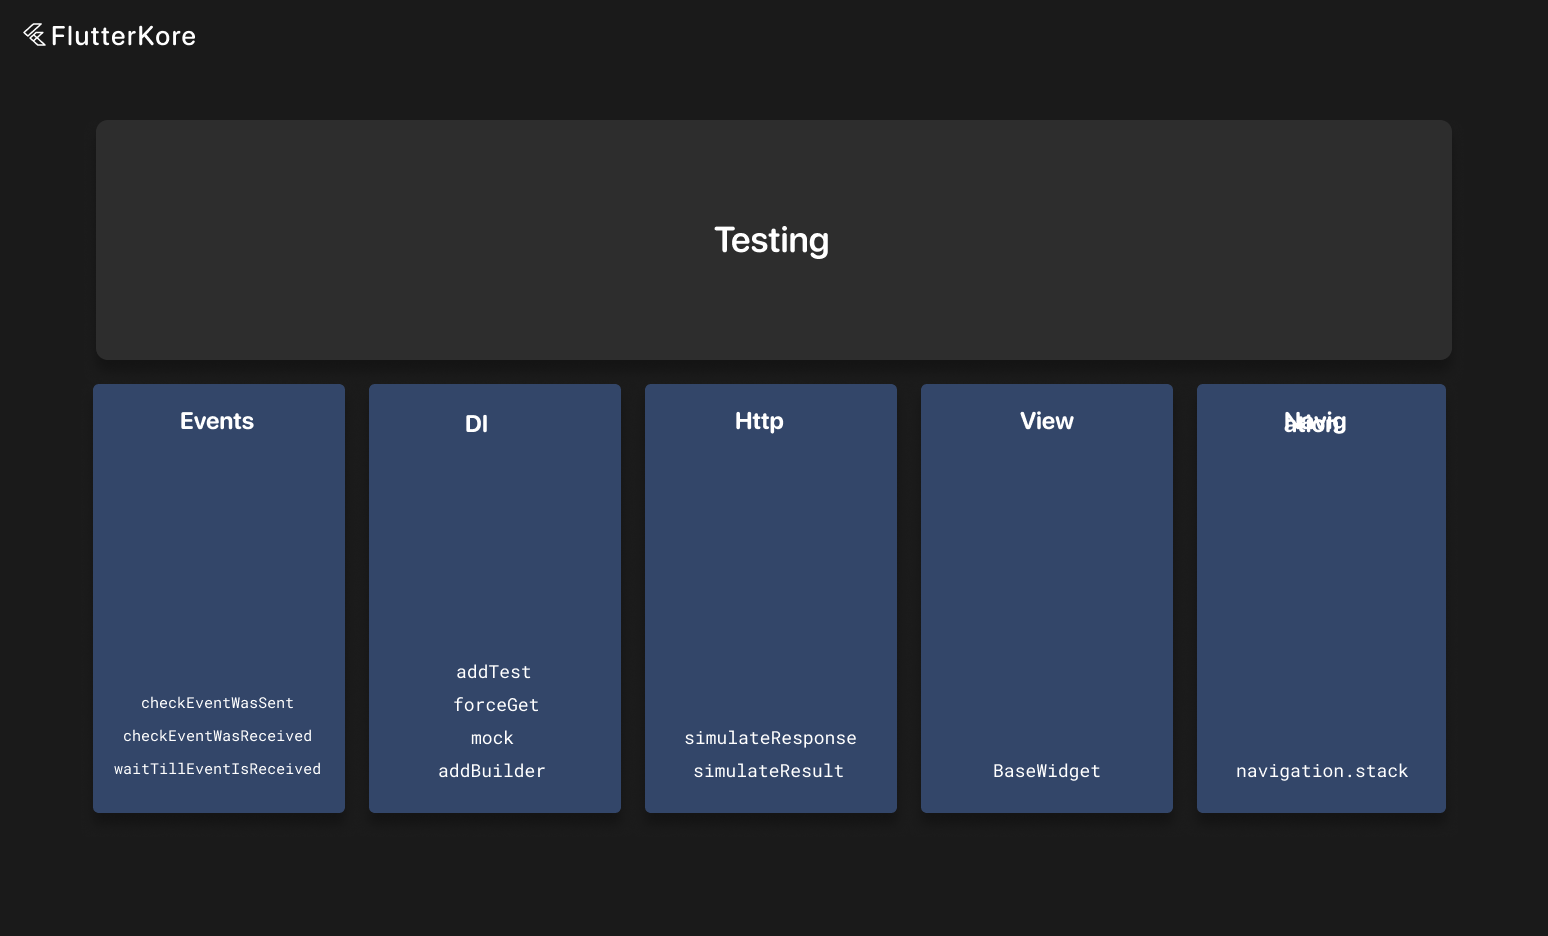 FlutterKore
Testing
Events
checkEventWasSent
checkEventWasReceived
waitTillEventIsReceived
DI
addTest
forceGet
mock
addBuilder
Http
simulateResponse
simulateResult
View
BaseWidget
Navig
ation
navigation.stack